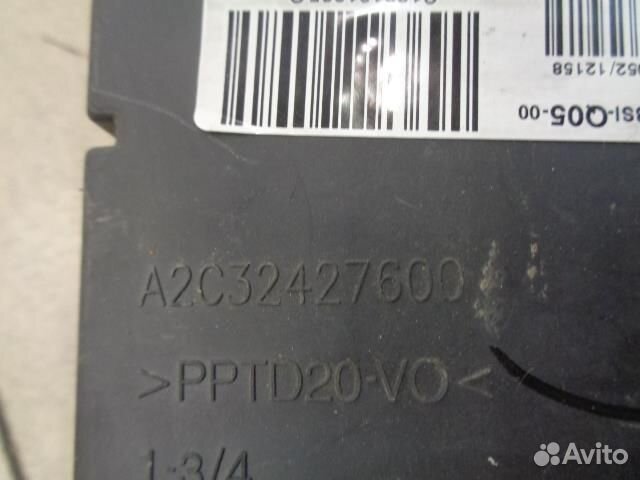 052/12158
BSI-Q05-00
A2C32427600
>PPTD20-VO<
1-3/4
Avito